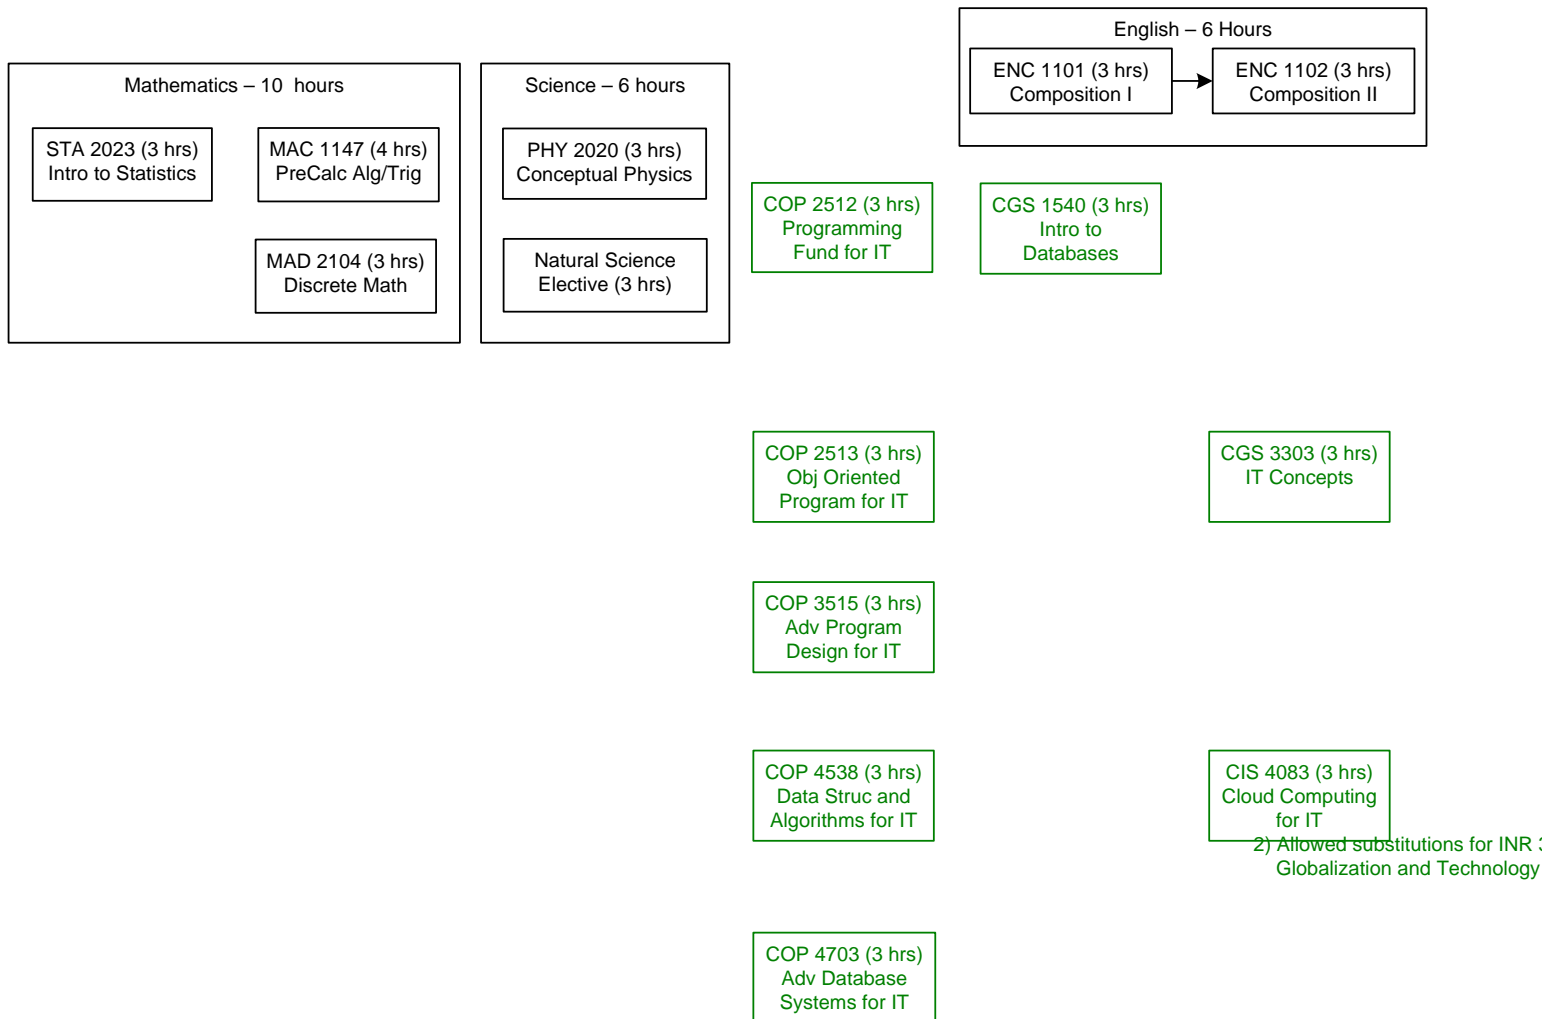 English – 6 Hours
ENC 1101 (3 hrs)
Composition I
ENC 1102 (3 hrs)
Composition II
Mathematics – 10 hours
STA 2023 (3 hrs)
Intro to Statistics
MAC 1147 (4 hrs)
PreCalc Alg/Trig
MAD 2104 (3 hrs)
Discrete Math
Science – 6 hours
PHY 2020 (3 hrs)
Conceptual Physics
Natural Science
Elective (3 hrs)
COP 2512 (3 hrs)
Programming
Fund for IT
CGS 1540 (3 hrs)
Intro to
Databases
COP 2513 (3 hrs)
Obj Oriented
Program for IT
CGS 3303 (3 hrs)
IT Concepts
COP 3515 (3 hrs)
Adv Program
Design for IT
COP 4538 (3 hrs)
Data Struc and
Algorithms for IT
CIS 4083 (3 hrs)
Cloud Computing
for IT
2) Allowed substitutions for INR
Globalization and Technology
COP 4703 (3 hrs)
Adv Database
Systems for IT